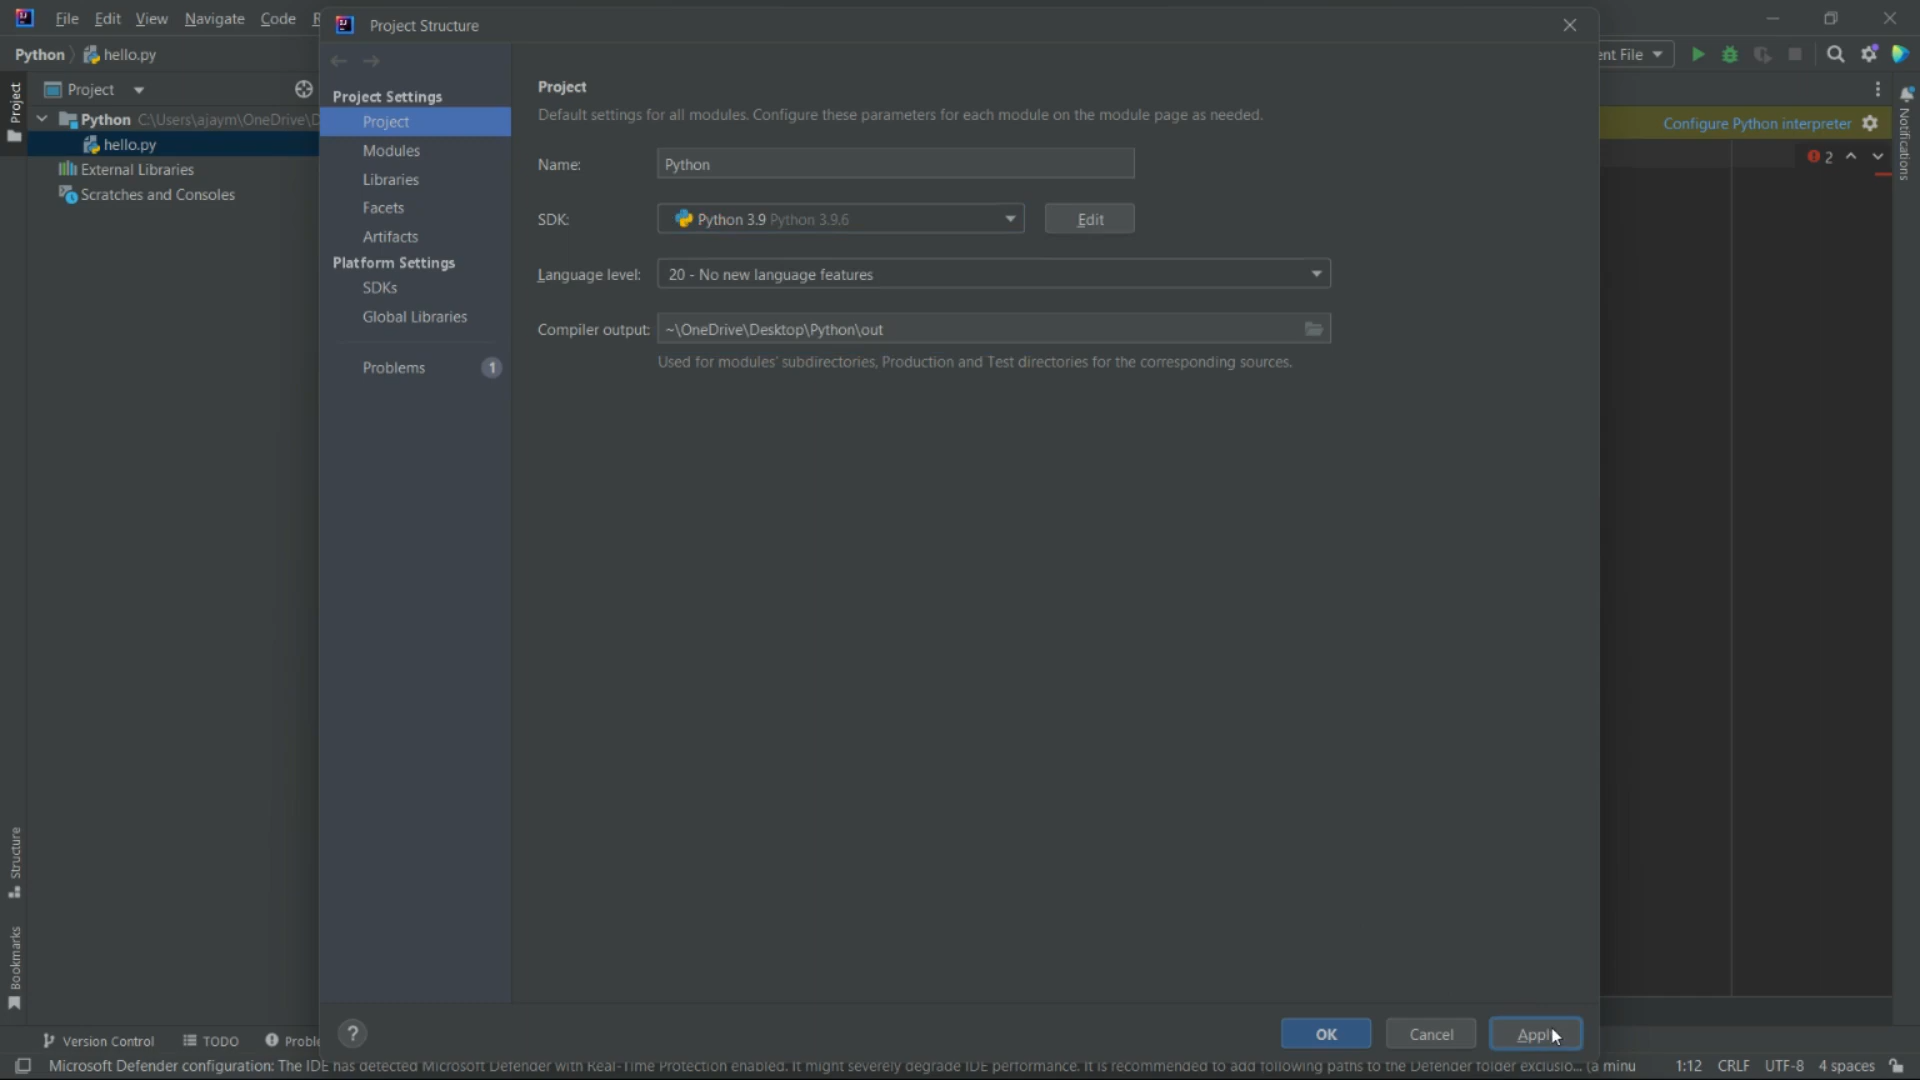 File Edit View Navigate Code
Project Structure
Python hello.py
ent File
Project
Python C:\Users\ajaym\OneDrive\D
hello.py
External Libraries
Scratches and Consoles
Project
Structure
Bookmarks
Project Settings
Project
Modules
Libraries
Facets
Artifacts
Platform Settings
SDKs
Global Libraries
Problems 1
Project
Default settings for all modules. Configure these parameters for each module on the module page as needed.
Name: Python
SDK: Python 3.9 Python 3.9.6 Edit
Language level: 20 - No new language features
Compiler output: ~\OneDrive\Desktop\Python\out
Used for modules' subdirectories, Production and Test directories for the corresponding sources.
Configure Python interpreter
2
Notifications
? OK Cancel Appl
Version Control TODO Proble
Microsoft Defender configuration: The IDE has detected Microsoft Defender with Real-Time Protection enabled. It might severely degrade IDE performance. It is recommended to add following paths to the Defender folder exclusio... (a minu 1:12 CRLF UTF-8 4 spaces